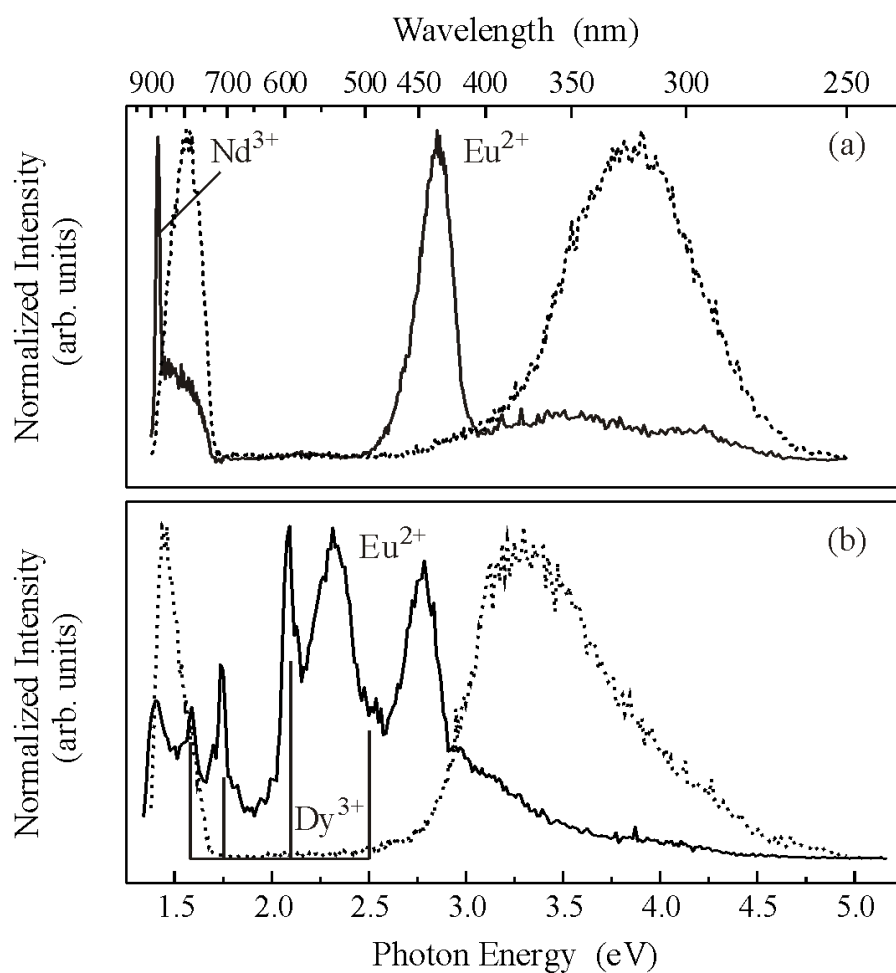 Wavelength (nm)
900 700 600 500 450 400 350 300 250
Nd³⁺ Eu²⁺ (a)
Normalized Intensity
(arb. units)
Eu²⁺ (b)
Normalized Intensity
(arb. units)
Dy³⁺
1.5 2.0 2.5 3.0 3.5 4.0 4.5 5.0
Photon Energy (eV)